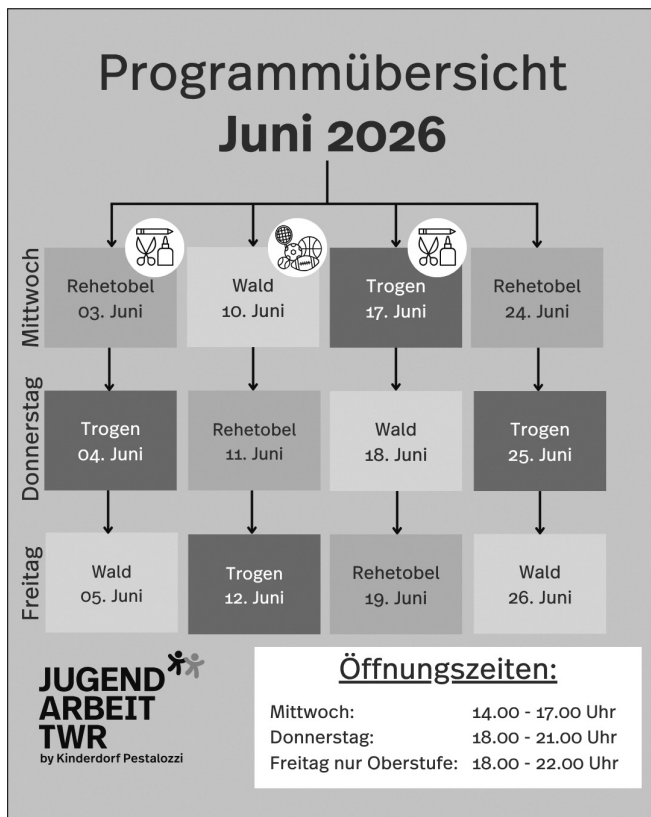 Programmübersicht
Juni 2026
Mittwoch
Rehetobel
03. Juni
Wald
10. Juni
Trogen
17. Juni
Rehetobel
24. Juni
Donnerstag
Trogen
04. Juni
Rehetobel
11. Juni
Wald
18. Juni
Trogen
25. Juni
Freitag
Wald
05. Juni
Trogen
12. Juni
Rehetobel
19. Juni
Wald
26. Juni
JUGEND
ARBEIT
TWR
by Kinderdorf Pestalozzi
Öffnungszeiten:
Mittwoch: 14.00 - 17.00 Uhr
Donnerstag: 18.00 - 21.00 Uhr
Freitag nur Oberstufe: 18.00 - 22.00 Uhr